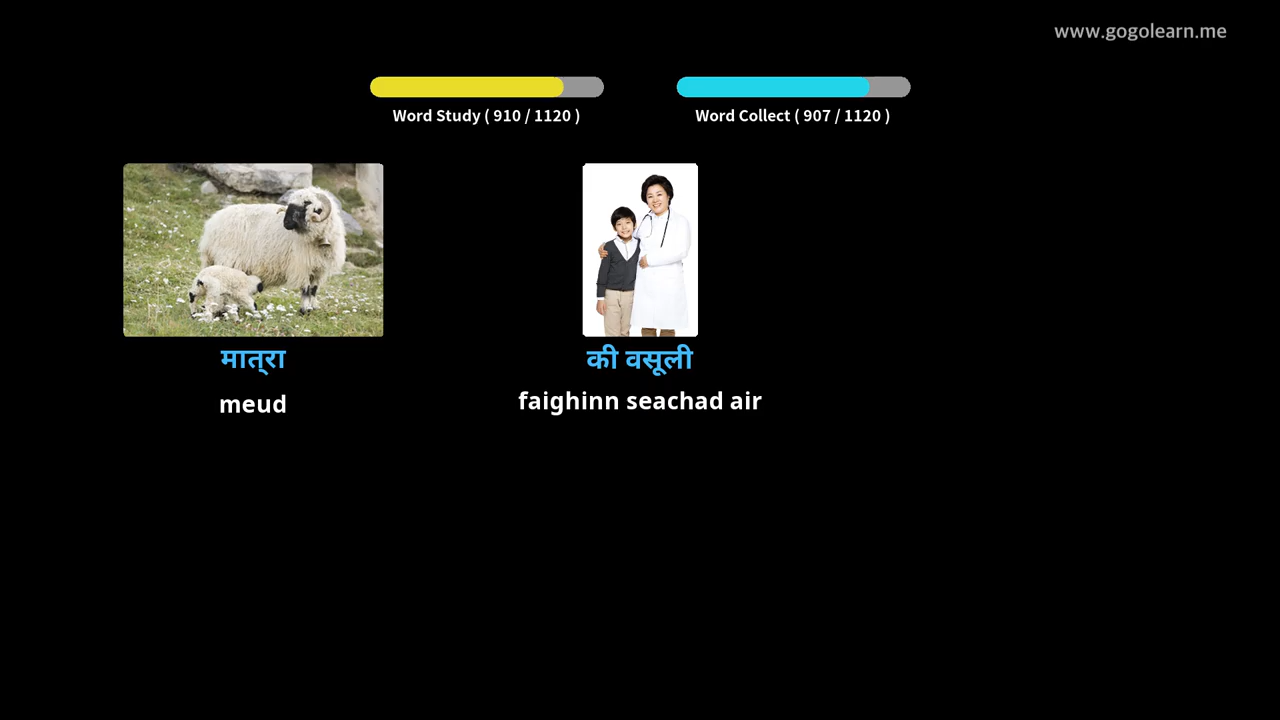 www.gogolearn.me
Word Study ( 910 / 1120 )
Word Collect ( 907 / 1120 )
मात्रा
meud
की वसूली
faighinn seachad air